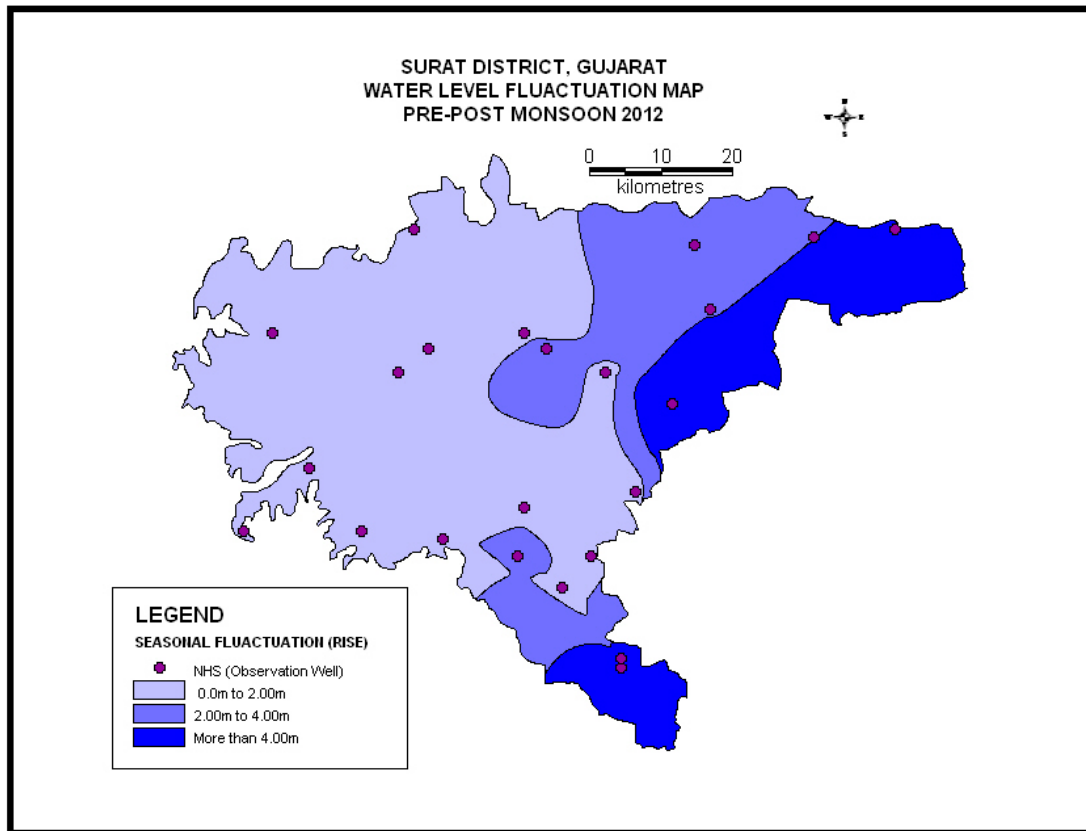 SURAT DISTRICT, GUJARAT
WATER LEVEL FLUACTUATION MAP
PRE-POST MONSOON 2012
N
W E
S
0 10 20
kilometres
LEGEND
SEASONAL FLUACTUATION (RISE)
NHS (Observation Well)
0.0m to 2.00m
2.00m to 4.00m
More than 4.00m